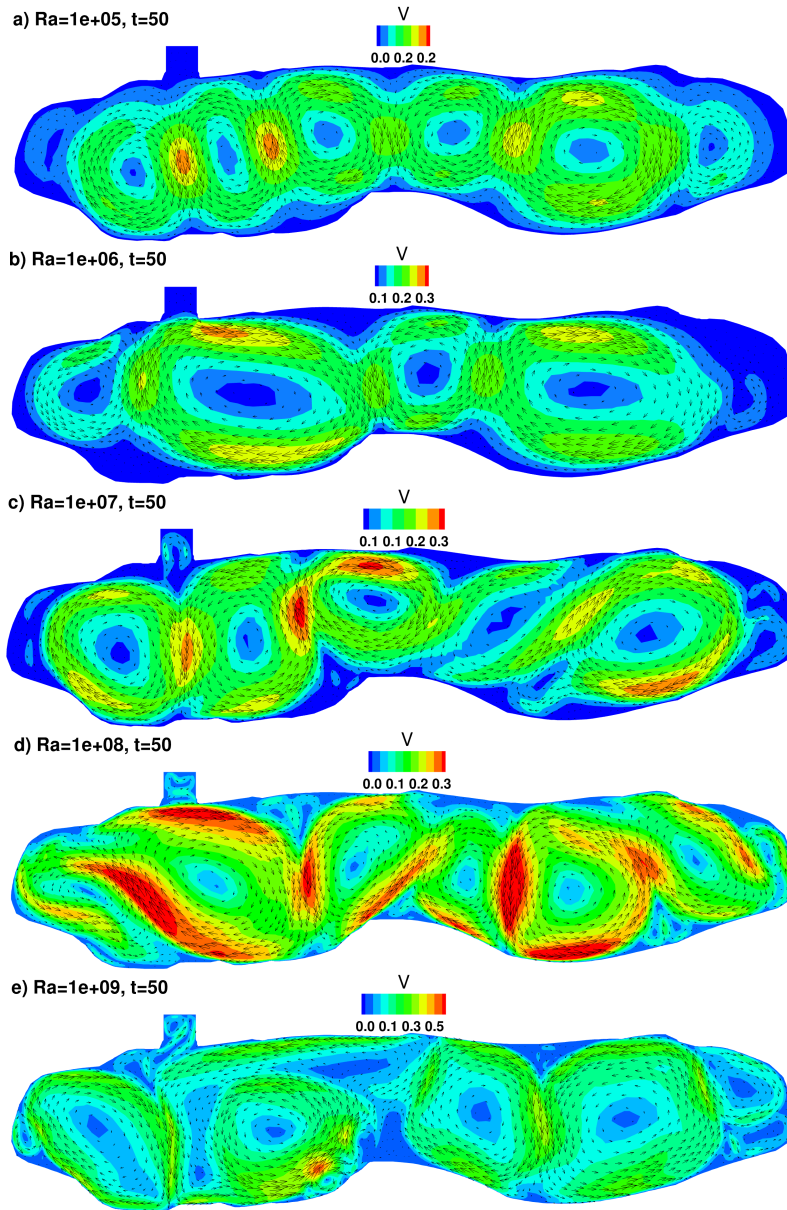 a) Ra=1e+05, t=50
V
0.0 0.2 0.2
b) Ra=1e+06, t=50
V
0.1 0.2 0.3
c) Ra=1e+07, t=50
V
0.1 0.1 0.2 0.3
d) Ra=1e+08, t=50
V
0.0 0.1 0.2 0.3
e) Ra=1e+09, t=50
V
0.0 0.1 0.3 0.5